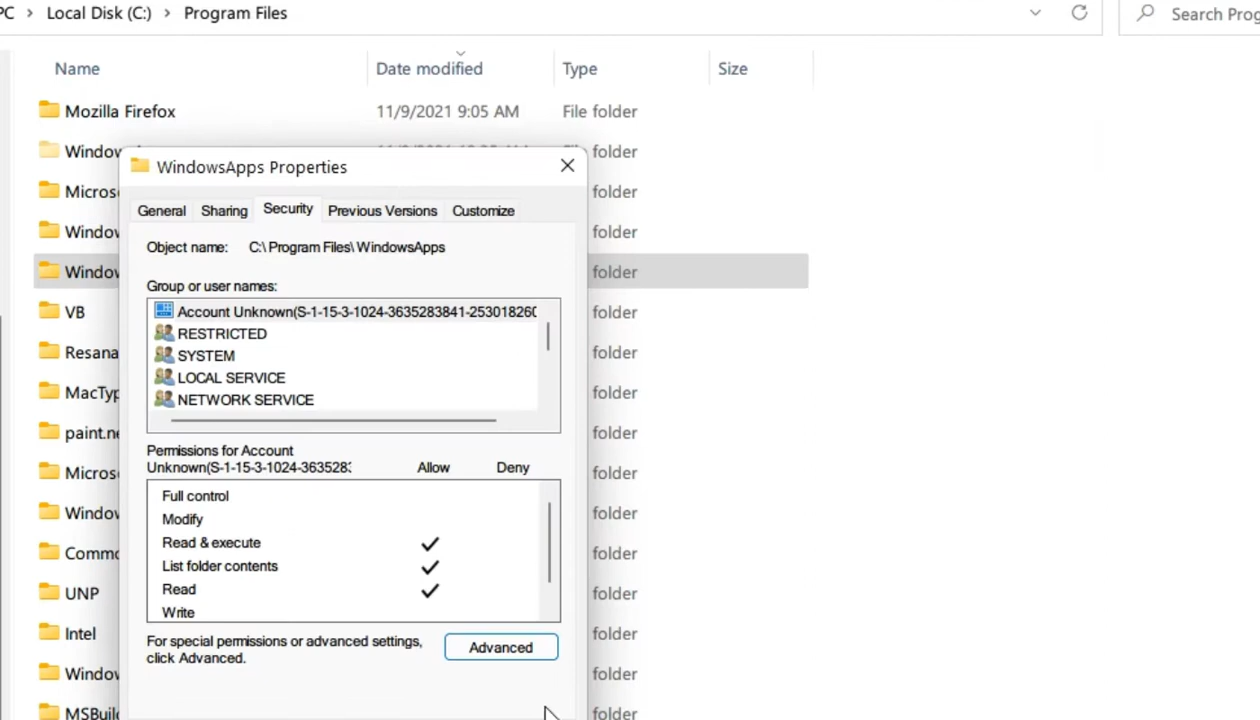 PC > Local Disk (C:) > Program Files
Search Prog
Name Date modified Type Size
Mozilla Firefox 11/9/2021 9:05 AM File folder
folder
folder
folder
folder
VB folder
folder
folder
paint.ne folder
folder
folder
folder
UNP folder
Intel folder
folder
MSBuild folder
WindowsApps Properties
General Sharing Security Previous Versions Customize
Object name: C:\Program Files\WindowsApps
Group or user names:
Account Unknown(S-1-15-3-1024-3635283841-253018260
RESTRICTED
SYSTEM
LOCAL SERVICE
NETWORK SERVICE
Permissions for Account
Unknown(S-1-15-3-1024-363528: Allow Deny
Full control
Modify
Read & execute
List folder contents
Read
Write
For special permissions or advanced settings,
click Advanced.
Advanced